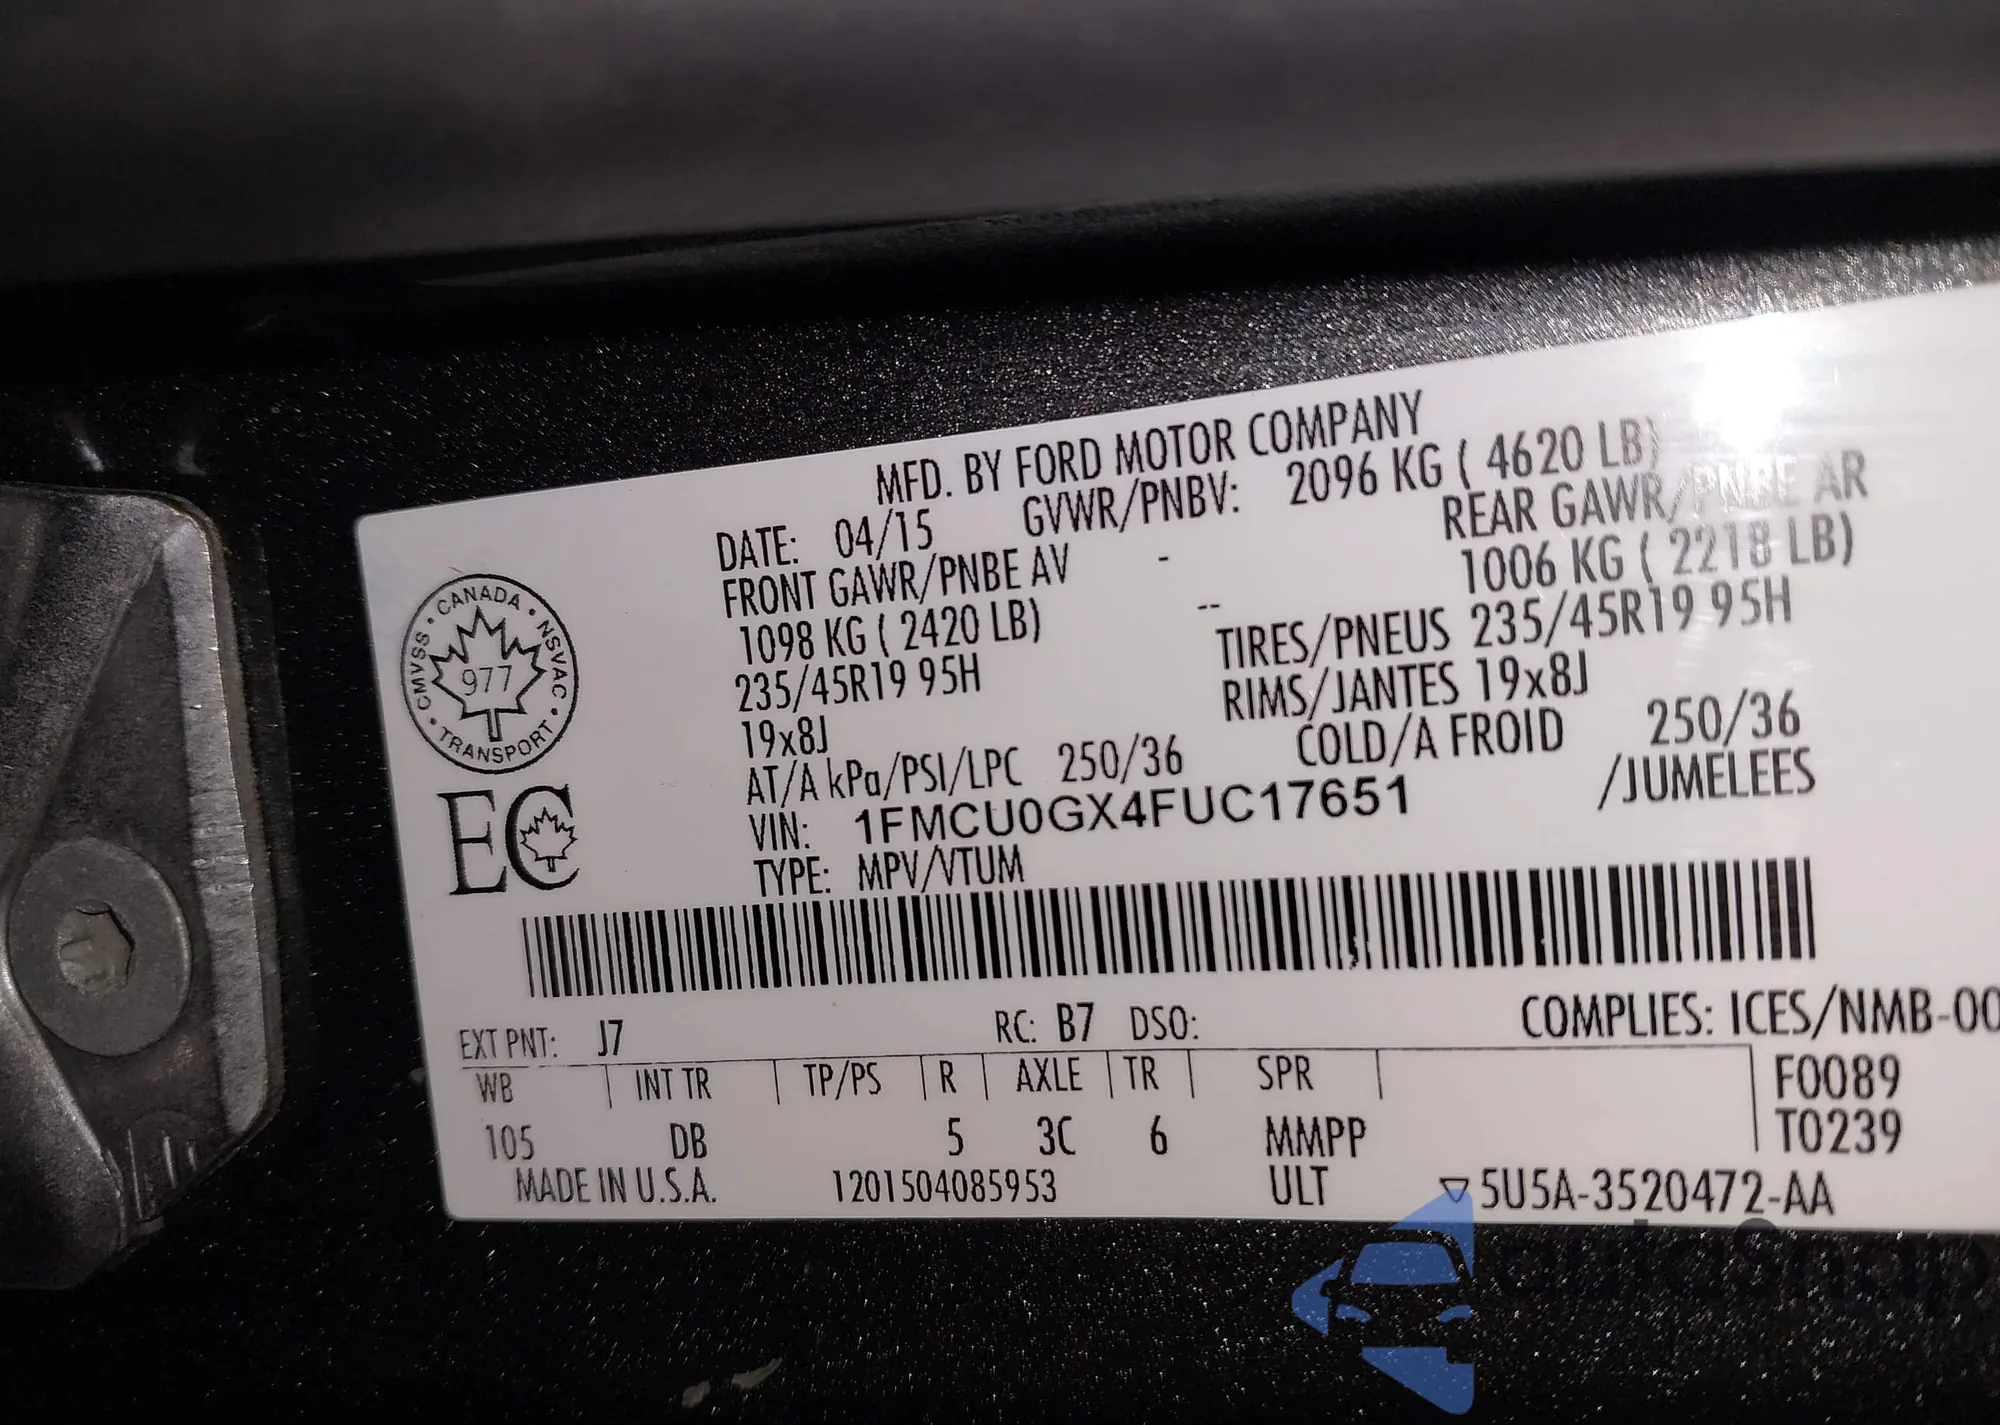 MFD. BY FORD MOTOR COMPANY
DATE: 04/15 GVWR/PNBV: 2096 KG ( 4620 LB)
FRONT GAWR/PNBE AV - REAR GAWR/PNBE AR
1098 KG ( 2420 LB) -- 1006 KG ( 2218 LB)
235/45R19 95H TIRES/PNEUS 235/45R19 95H
19x8J RIMS/JANTES 19x8J
AT/A kPa/PSI/LPC 250/36 COLD/A FROID 250/36
VIN: 1FMCU0GX4FUC17651 /JUMELEES
TYPE: MPV/VTUM
CANADA • NSVAC • TRANSPORT • CMVSS •
977
EC
EXT PNT: J7 RC: B7 DSO: COMPLIES: ICES/NMB-00
WB INT TR TP/PS R AXLE TR SPR F0089
105 DB 5 3C 6 MMPP T0239
MADE IN U.S.A. 1201504085953 ULT 5U5A-3520472-AA
autosnap